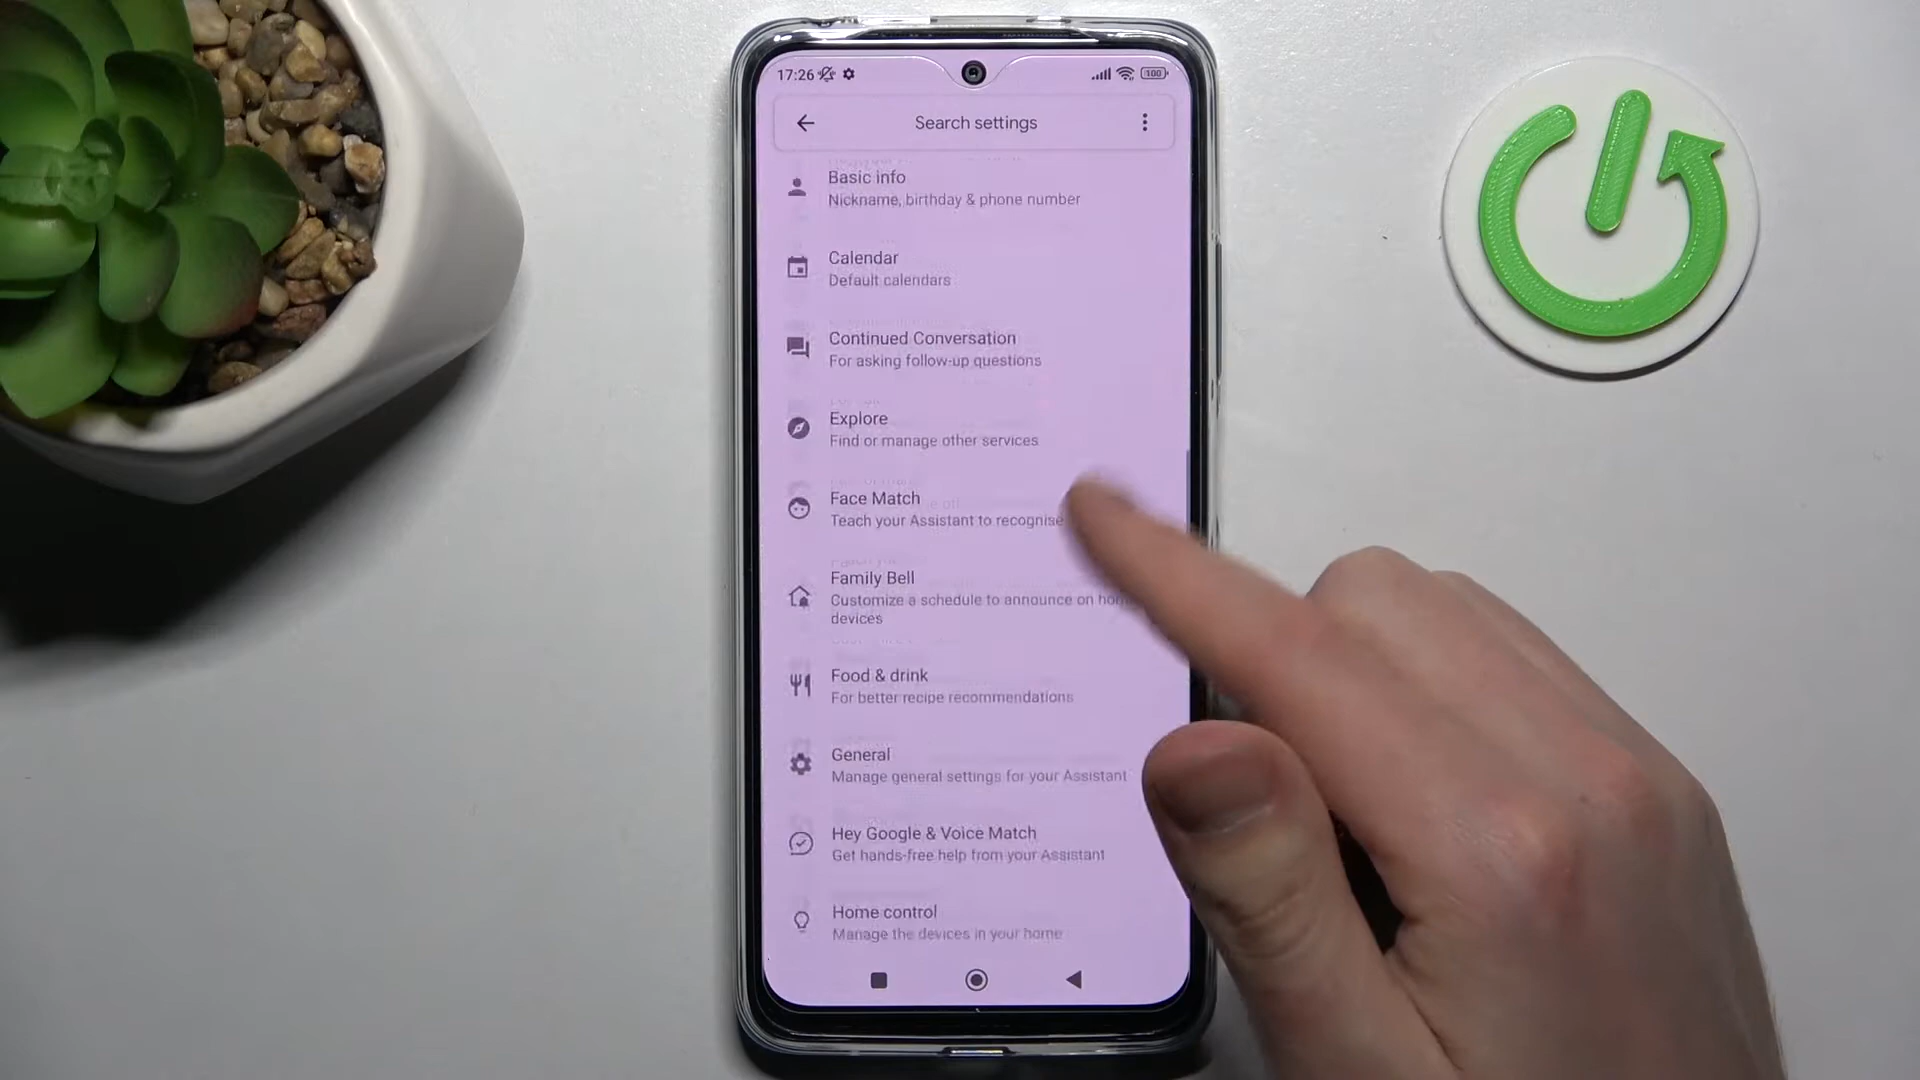 17:26
100
Search settings
Basic info
Nickname, birthday & phone number
Calendar
Default calendars
Continued Conversation
For asking follow-up questions
Explore
Find or manage other services
Face Match
Teach your Assistant to recognise
Family Bell
Customize a schedule to announce on
devices
Food & drink
For better recipe recommendations
General
Manage general settings for your Assistant
Hey Google & Voice Match
Get hands-free help from your Assistant
Home control
Manage the devices in your home